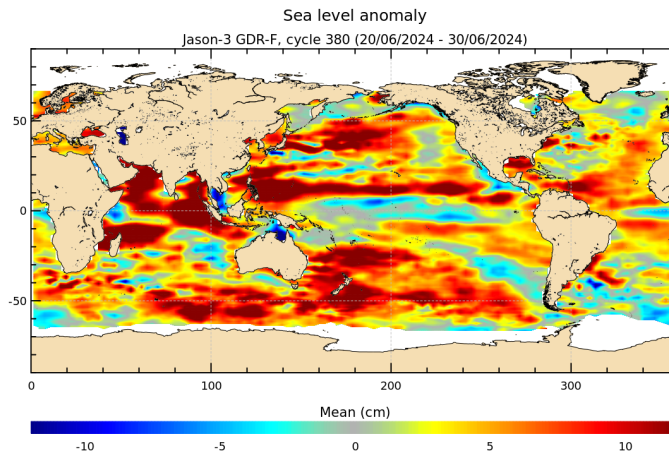 Sea level anomaly
Jason-3 GDR-F, cycle 380 (20/06/2024 - 30/06/2024)
50
0
-50
0 100 200 300
Mean (cm)
-10 -5 0 5 10